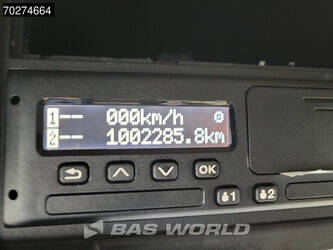 70274664
1-- 000km/h
2-- 1002285.8km
OK
1 2
BAS WORLD